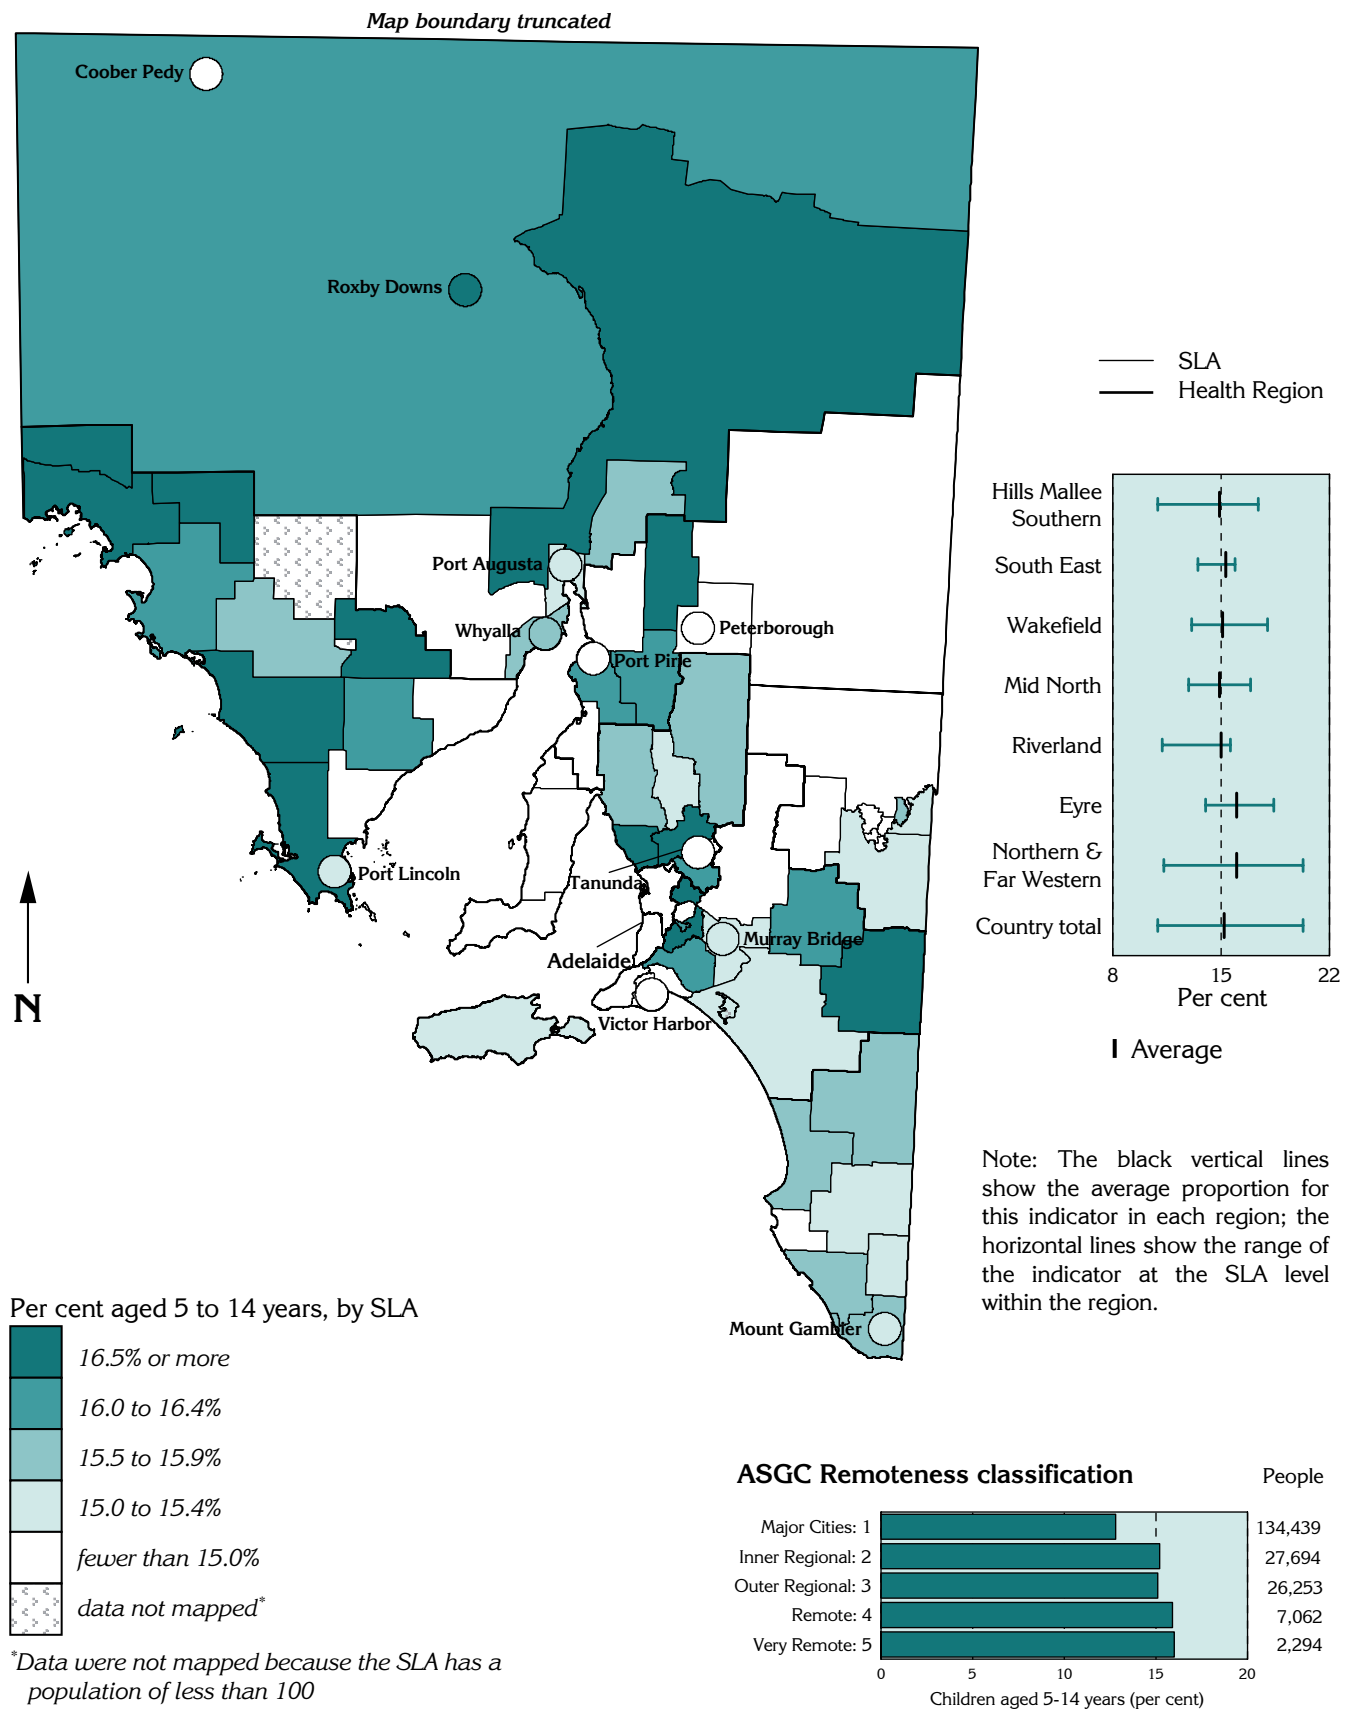 Map boundary truncated
Coober Pedy
Roxby Downs
Port Augusta
Whyalla
Peterborough
Port Pirie
Port Lincoln
Tanunda
Murray Bridge
Adelaide
Victor Harbor
Mount Gambier
N
SLA
Health Region
Hills Mallee
Southern
South East
Wakefield
Mid North
Riverland
Eyre
Northern &
Far Western
Country total
8 15 22
Per cent
Average
Note: The black vertical lines
show the average proportion for
this indicator in each region; the
horizontal lines show the range of
the indicator at the SLA level
within the region.
Per cent aged 5 to 14 years, by SLA
16.5% or more
16.0 to 16.4%
15.5 to 15.9%
15.0 to 15.4%
fewer than 15.0%
data not mapped*
*Data were not mapped because the SLA has a
population of less than 100
ASGC Remoteness classification People
Major Cities: 1 134,439
Inner Regional: 2 27,694
Outer Regional: 3 26,253
Remote: 4 7,062
Very Remote: 5 2,294
0 5 10 15 20
Children aged 5-14 years (per cent)